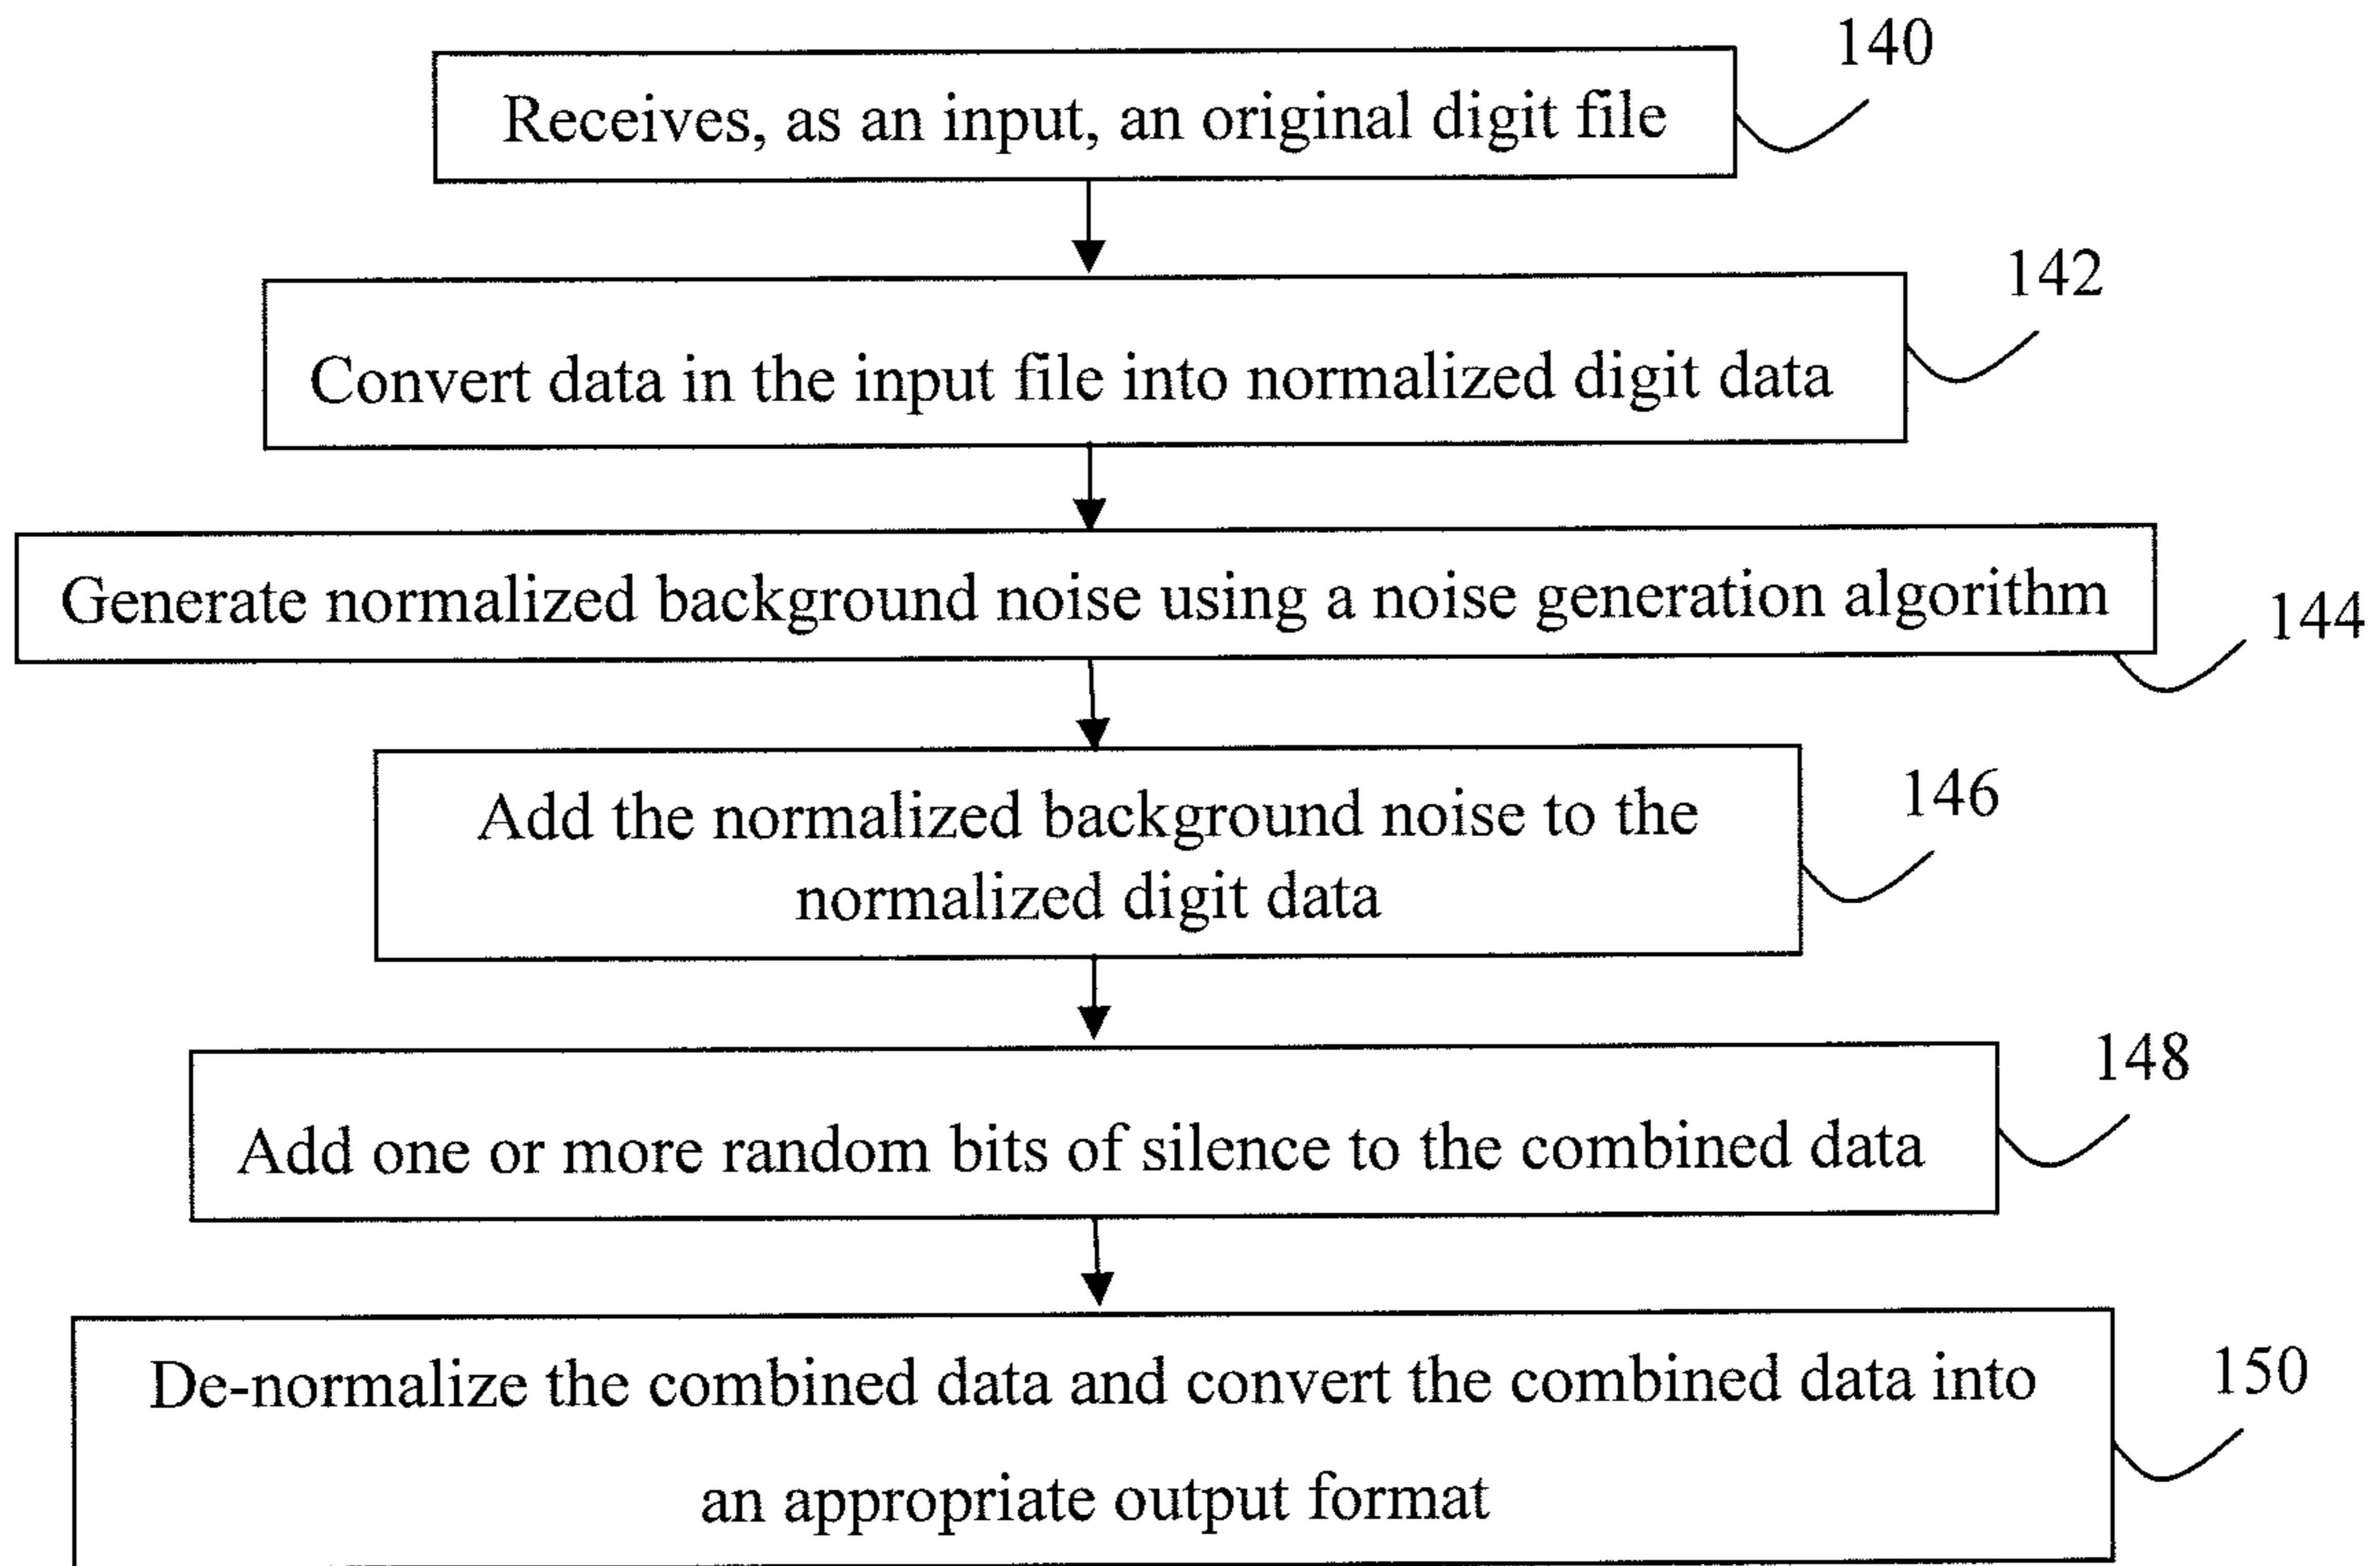 140
Receives, as an input, an original digit file
142
Convert data in the input file into normalized digit data
Generate normalized background noise using a noise generation algorithm
144
Add the normalized background noise to the
normalized digit data
146
148
Add one or more random bits of silence to the combined data
De-normalize the combined data and convert the combined data into
an appropriate output format
150